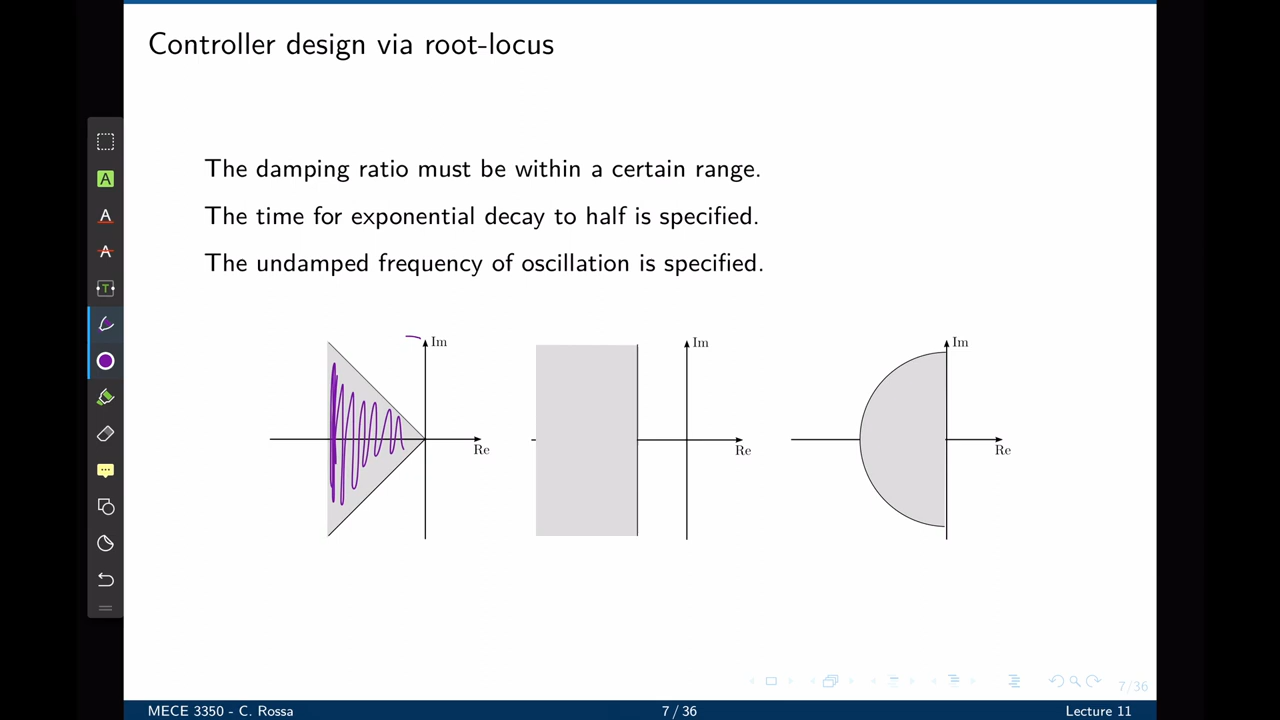 Controller design via root-locus
The damping ratio must be within a certain range.
The time for exponential decay to half is specified.
The undamped frequency of oscillation is specified.
A
A
A
T
Im
Re
Im
Re
Im
Re
7/36
MECE 3350 - C. Rossa
7 / 36
Lecture 11